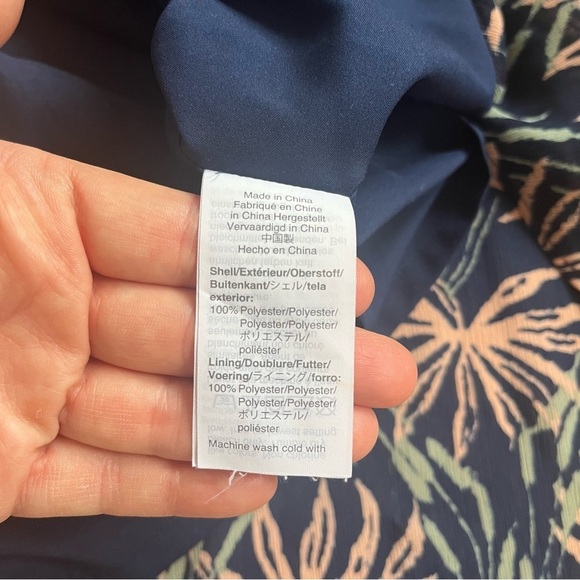 Made in China
Fabriqué en Chine
in China Hergestellt
Vervaardigd in China
中国製
Hecho en China
Shell/Extérieur/Oberstoff/
Buitenkant/シェル/tela
exterior:
100% Polyester/Polyester/
Polyester/Polyester/
ポリエステル/
poliéster
Lining/Doublure/Futter/
Voering/ライニング/forro:
100% Polyester/Polyester/
Polyester/Polyester/
ポリエステル/
poliéster
Machine wash cold with